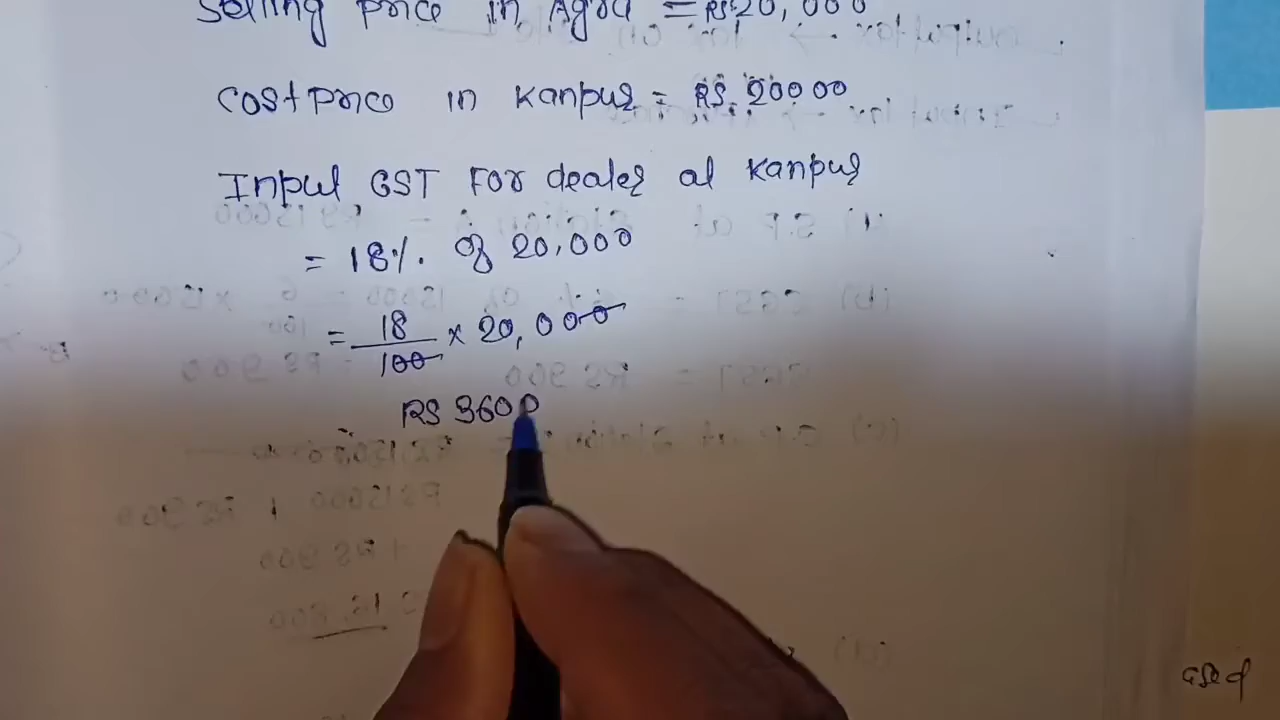 Selling price in Agra = RS 20,000
Cost price in Kanpur = RS. 20000
Input GST For dealer at Kanpur
= 18% of 20,000
= 18/100 × 20,000
RS 3600